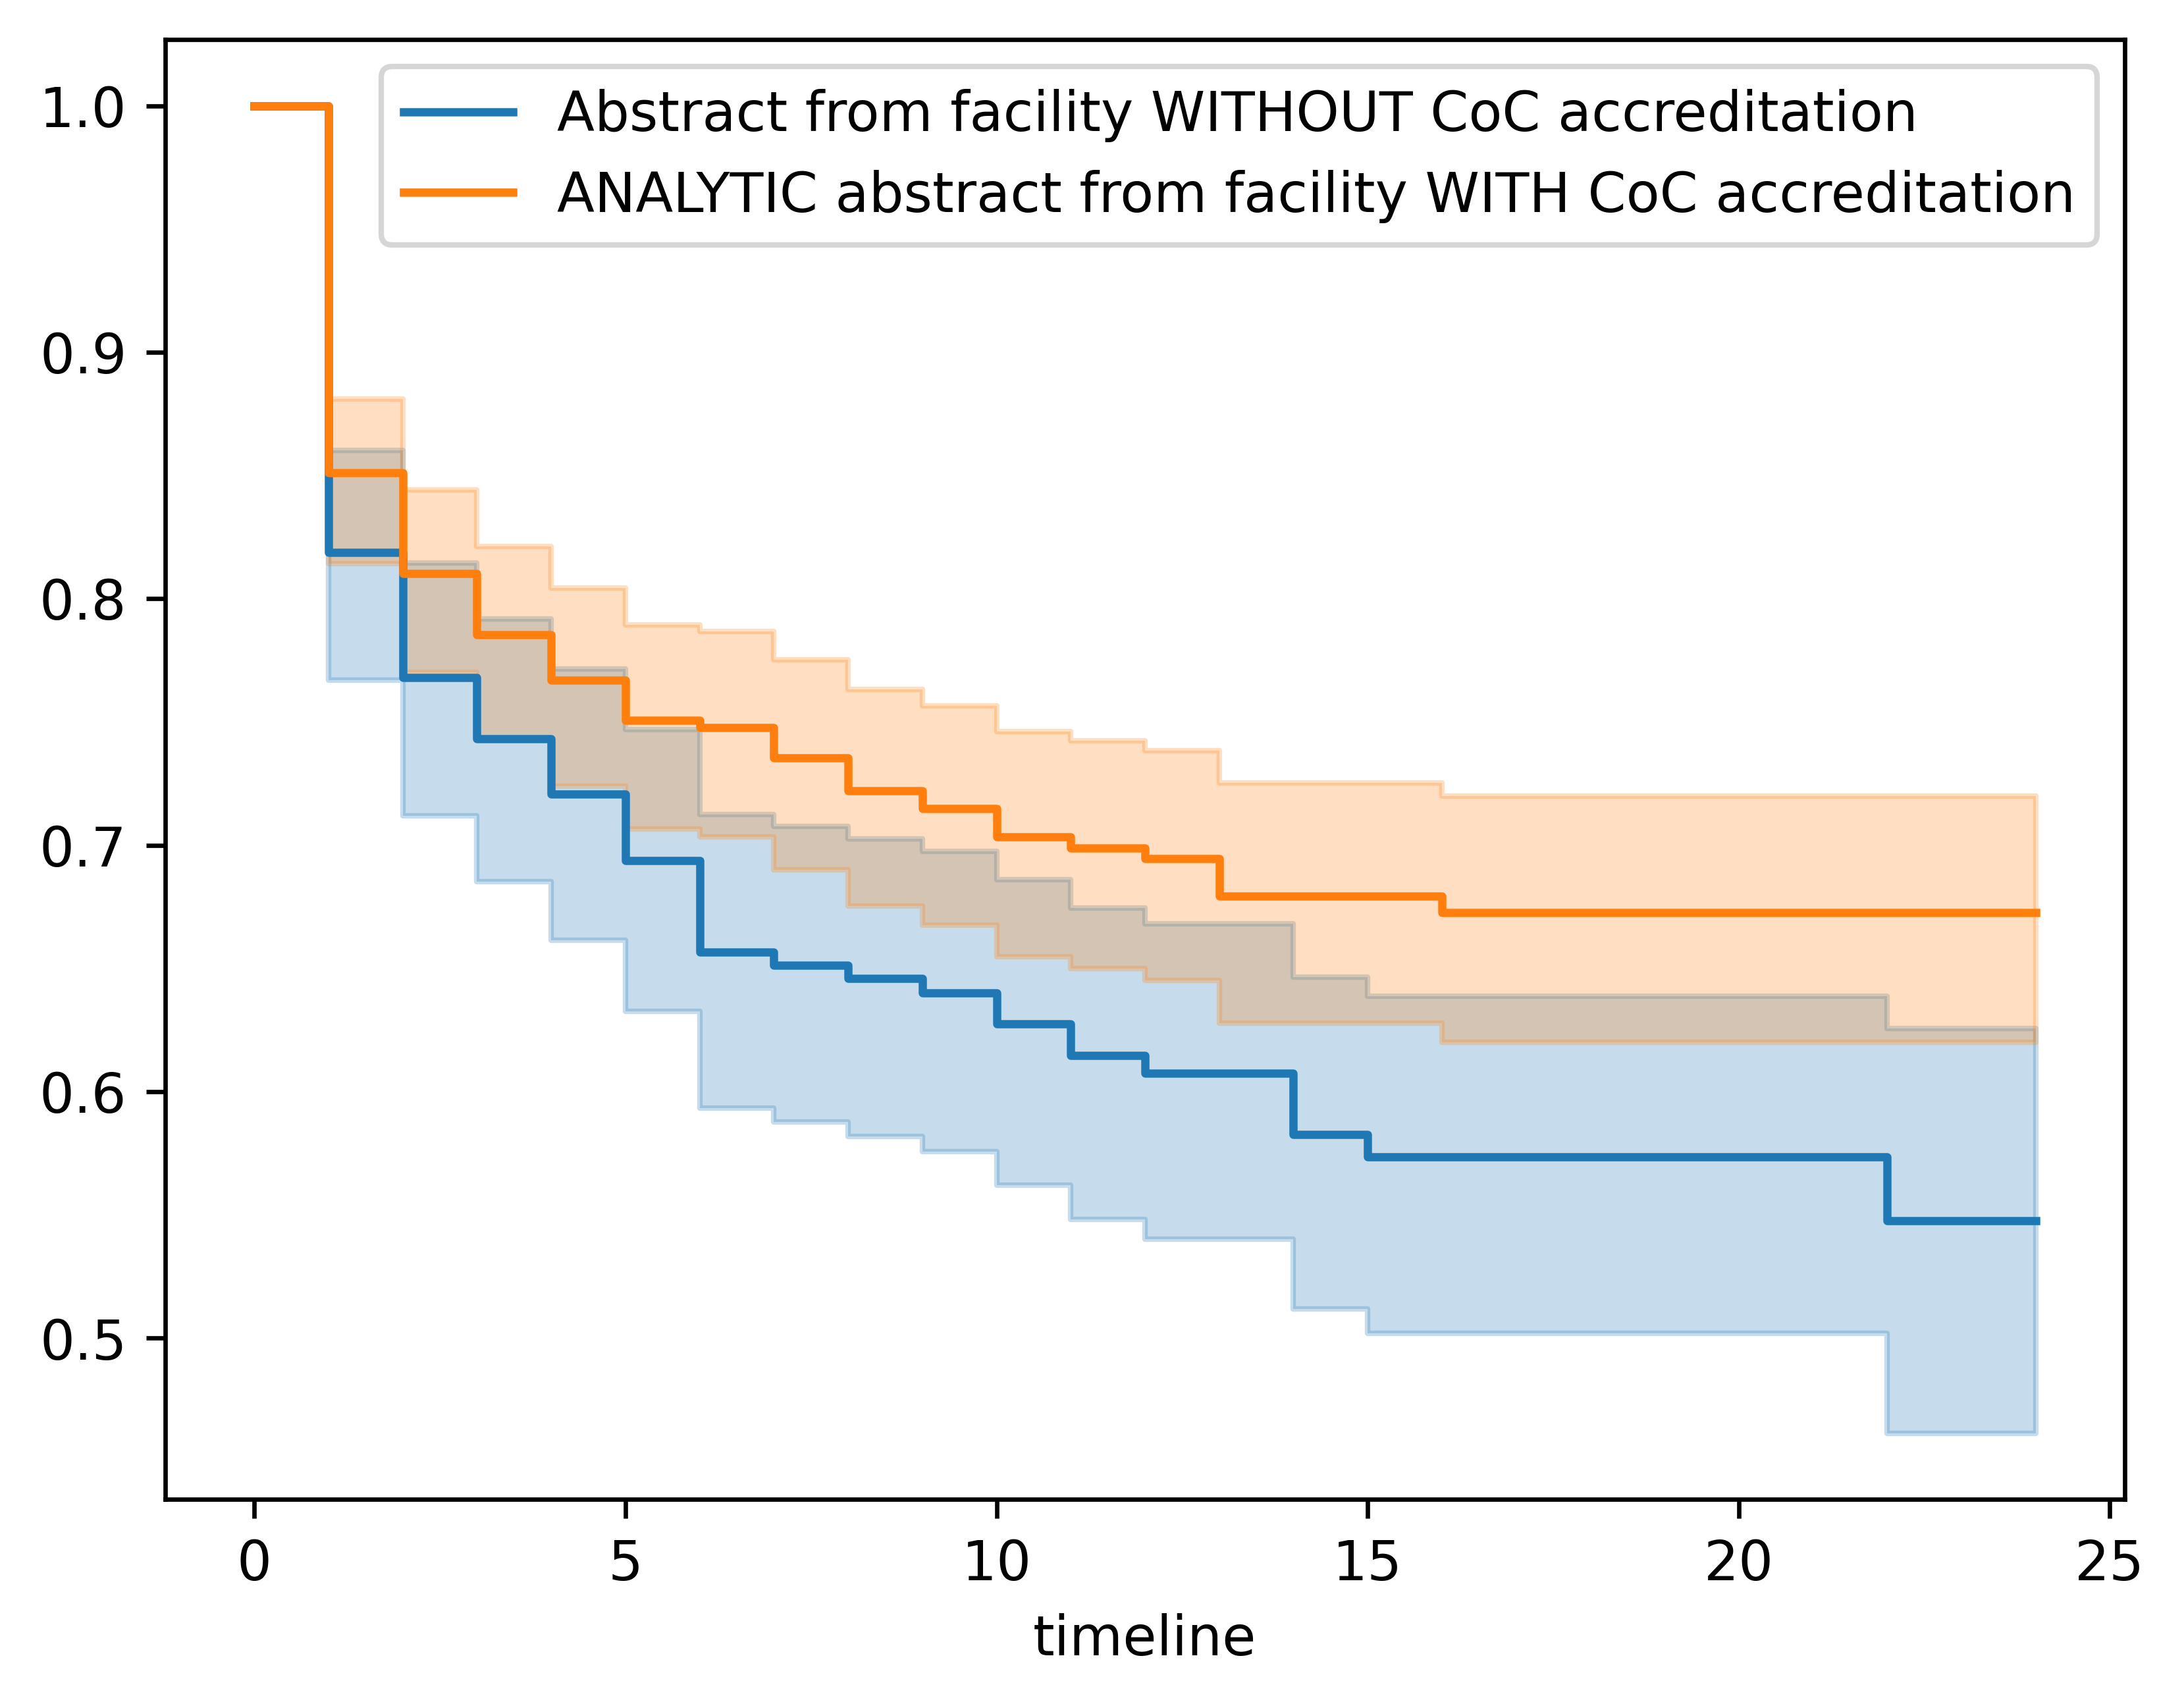 Abstract from facility WITHOUT CoC accreditation
ANALYTIC abstract from facility WITH CoC accreditation
1.0
0.9
0.8
0.7
0.6
0.5
0 5 10 15 20 25
timeline